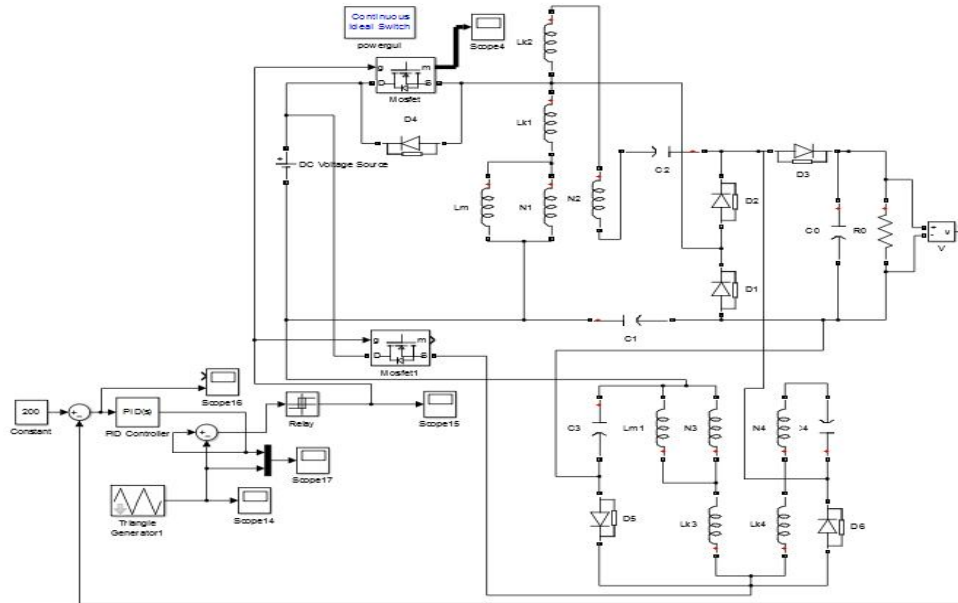 Continuous
Ideal Switch
powergui
Scope4
g
m
D
S
Mosfet
D4
DC Voltage Source
Lk2
Lk1
Lm
N1
N2
C2
D3
D2
D1
C0
R0
V
v
C1
g
m
D
S
Mosfet1
200
Constant
PID(s)
PID Controller
Scope16
Relay
Scope15
Scope17
Triangle
Generator1
Scope14
C3
Lm1
N3
N4
D5
Lk3
Lk4
D6